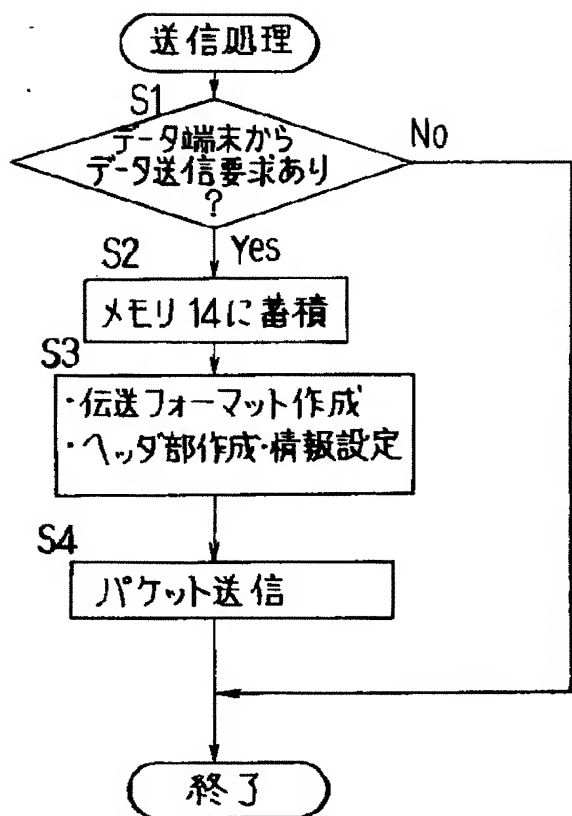 送信処理
S1
データ端末から
データ送信要求あり
?
No
Yes
S2
メモリ14に蓄積
S3
・伝送フォーマット作成
・ヘッダ部作成・情報設定
S4
パケット送信
終了